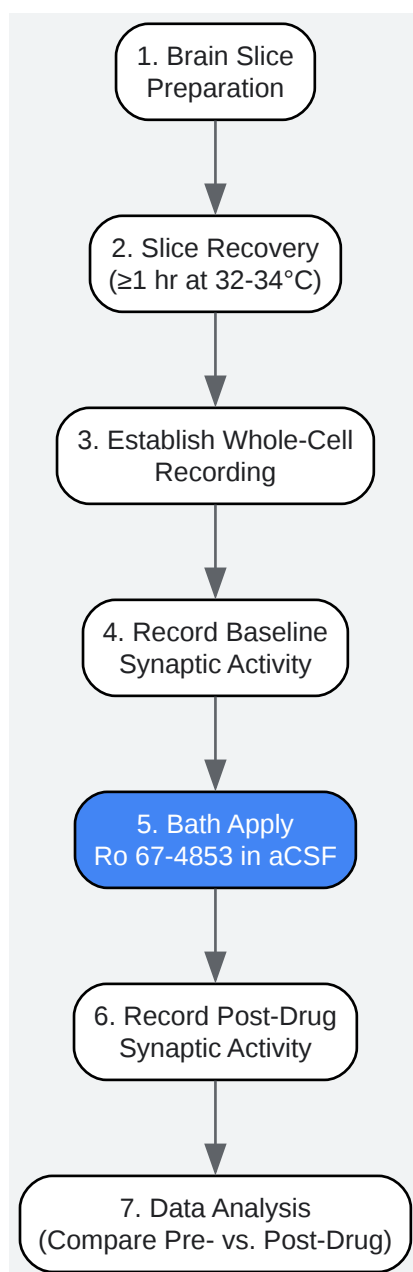 1. Brain Slice
Preparation
2. Slice Recovery
(≥1 hr at 32-34°C)
3. Establish Whole-Cell
Recording
4. Record Baseline
Synaptic Activity
5. Bath Apply
Ro 67-4853 in aCSF
6. Record Post-Drug
Synaptic Activity
7. Data Analysis
(Compare Pre- vs. Post-Drug)